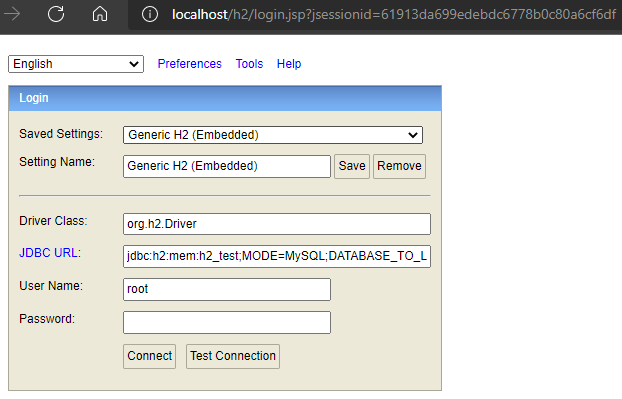 localhost/h2/login.jsp?jsessionid=61913da699edebdc6778b0c80a6cf6df
English Preferences Tools Help
Login
Saved Settings: Generic H2 (Embedded)
Setting Name: Generic H2 (Embedded) Save Remove
Driver Class: org.h2.Driver
JDBC URL: jdbc:h2:mem:h2_test;MODE=MySQL;DATABASE_TO_L
User Name: root
Password:
Connect Test Connection